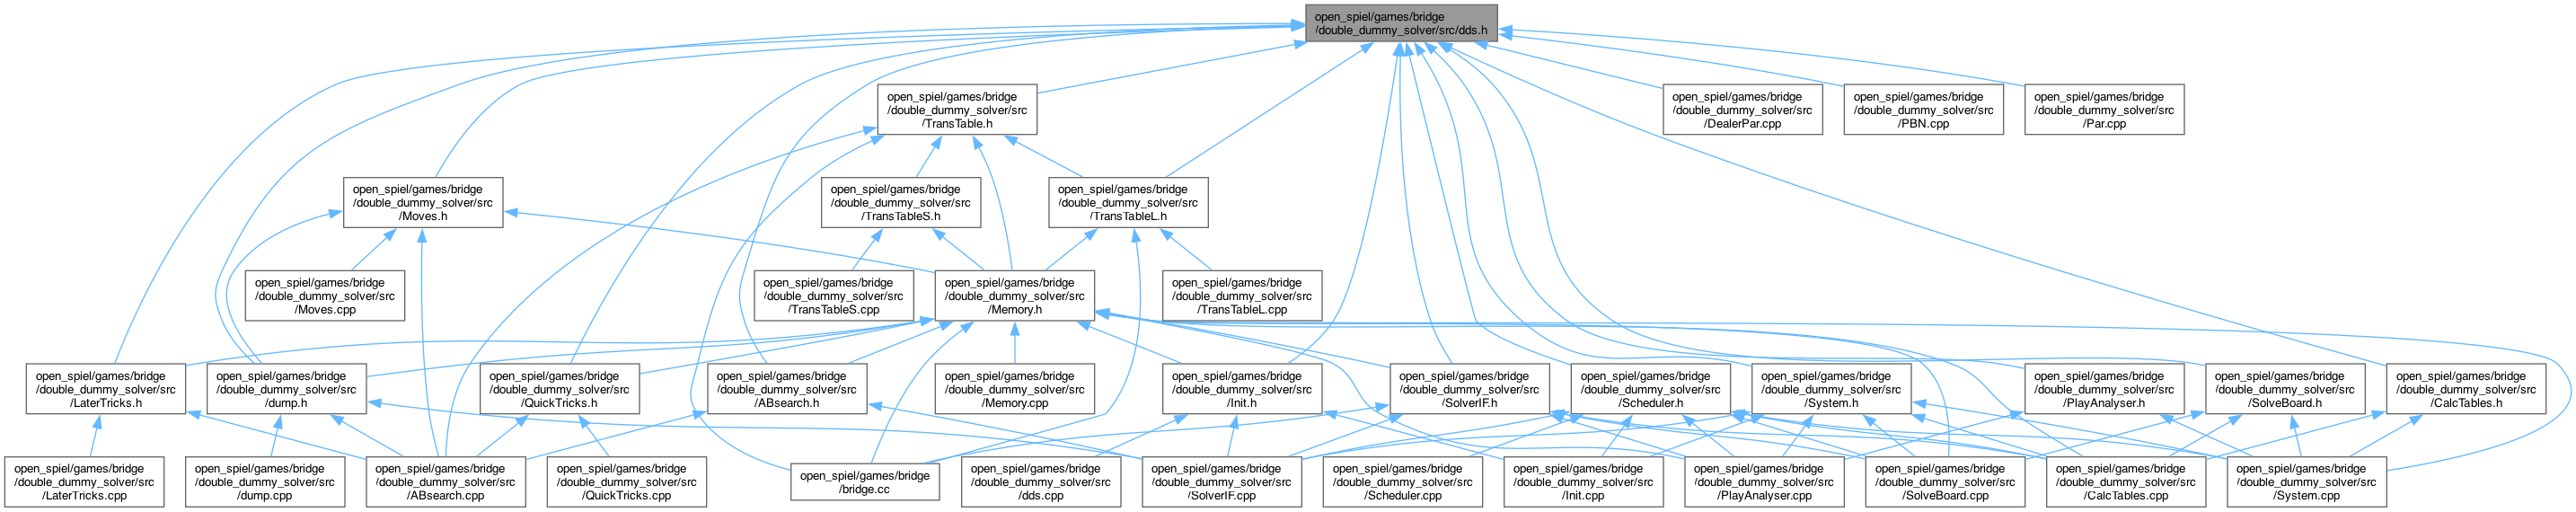 open_spiel/games/bridge
/double_dummy_solver/src/dds.h
open_spiel/games/bridge
/double_dummy_solver/src
/TransTable.h
open_spiel/games/bridge
/double_dummy_solver/src
/DealerPar.cpp
open_spiel/games/bridge
/double_dummy_solver/src
/PBN.cpp
open_spiel/games/bridge
/double_dummy_solver/src
/Par.cpp
open_spiel/games/bridge
/double_dummy_solver/src
/Moves.h
open_spiel/games/bridge
/double_dummy_solver/src
/TransTableS.h
open_spiel/games/bridge
/double_dummy_solver/src
/TransTableL.h
open_spiel/games/bridge
/double_dummy_solver/src
/Moves.cpp
open_spiel/games/bridge
/double_dummy_solver/src
/TransTableS.cpp
open_spiel/games/bridge
/double_dummy_solver/src
/Memory.h
open_spiel/games/bridge
/double_dummy_solver/src
/TransTableL.cpp
open_spiel/games/bridge
/double_dummy_solver/src
/LaterTricks.h
open_spiel/games/bridge
/double_dummy_solver/src
/dump.h
open_spiel/games/bridge
/double_dummy_solver/src
/QuickTricks.h
open_spiel/games/bridge
/double_dummy_solver/src
/ABsearch.h
open_spiel/games/bridge
/double_dummy_solver/src
/Memory.cpp
open_spiel/games/bridge
/double_dummy_solver/src
/Init.h
open_spiel/games/bridge
/double_dummy_solver/src
/SolverIF.h
open_spiel/games/bridge
/double_dummy_solver/src
/Scheduler.h
open_spiel/games/bridge
/double_dummy_solver/src
/System.h
open_spiel/games/bridge
/double_dummy_solver/src
/PlayAnalyser.h
open_spiel/games/bridge
/double_dummy_solver/src
/SolveBoard.h
open_spiel/games/bridge
/double_dummy_solver/src
/CalcTables.h
open_spiel/games/bridge
/double_dummy_solver/src
/LaterTricks.cpp
open_spiel/games/bridge
/double_dummy_solver/src
/dump.cpp
open_spiel/games/bridge
/double_dummy_solver/src
/ABsearch.cpp
open_spiel/games/bridge
/double_dummy_solver/src
/QuickTricks.cpp
open_spiel/games/bridge
/bridge.cc
open_spiel/games/bridge
/double_dummy_solver/src
/dds.cpp
open_spiel/games/bridge
/double_dummy_solver/src
/SolverIF.cpp
open_spiel/games/bridge
/double_dummy_solver/src
/Scheduler.cpp
open_spiel/games/bridge
/double_dummy_solver/src
/Init.cpp
open_spiel/games/bridge
/double_dummy_solver/src
/PlayAnalyser.cpp
open_spiel/games/bridge
/double_dummy_solver/src
/SolveBoard.cpp
open_spiel/games/bridge
/double_dummy_solver/src
/CalcTables.cpp
open_spiel/games/bridge
/double_dummy_solver/src
/System.cpp